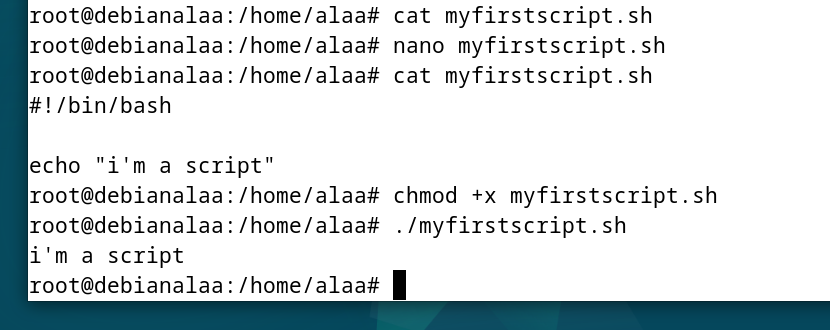 root@debianalaa:/home/alaa# cat myfirstscript.sh
root@debianalaa:/home/alaa# nano myfirstscript.sh
root@debianalaa:/home/alaa# cat myfirstscript.sh
#!/bin/bash

echo "i'm a script"
root@debianalaa:/home/alaa# chmod +x myfirstscript.sh
root@debianalaa:/home/alaa# ./myfirstscript.sh
i'm a script
root@debianalaa:/home/alaa#